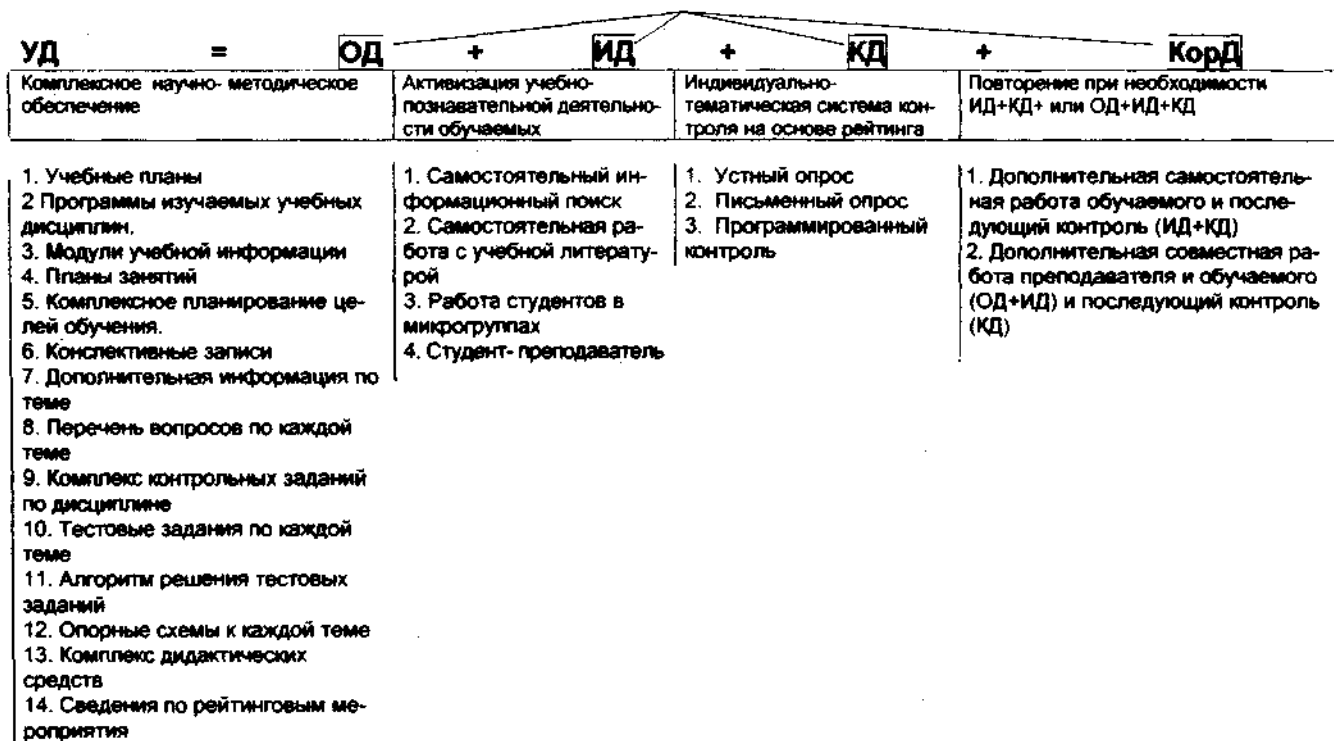 УД = ОД + ИД + КД + КорД
Комплексное научно- методическое
обеспечение
Активизация учебно-
познавательной деятельно-
сти обучаемых
Индивидуально-
тематическая система кон-
троля на основе рейтинга
Повторение при необходимости
ИД+КД+ или ОД+ИД+КД
1. Учебные планы
2 Программы изучаемых учебных
дисциплин.
3. Модули учебной информации
4. Планы занятий
5. Комплексное планирование це-
лей обучения.
6. Конспективные записи
7. Дополнительная информация по
теме
8. Перечень вопросов по каждой
теме
9. Комплекс контрольных заданий
по дисциплине
10. Тестовые задания по каждой
теме
11. Алгоритм решения тестовых
заданий
12. Опорные схемы к каждой теме
13. Комплекс дидактических
средств
14. Сведения по рейтинговым ме-
роприятия
1. Самостоятельный ин-
формационный поиск
2. Самостоятельная ра-
бота с учебной литерату-
рой
3. Работа студентов в
микрогруппах
4. Студент- преподаватель
1. Устный опрос
2. Письменный опрос
3. Программированный
контроль
1. Дополнительная самостоятель-
ная работа обучаемого и после-
дующий контроль (ИД+КД)
2. Дополнительная совместная ра-
бота преподавателя и обучаемого
(ОД+ИД) и последующий контроль
(КД)